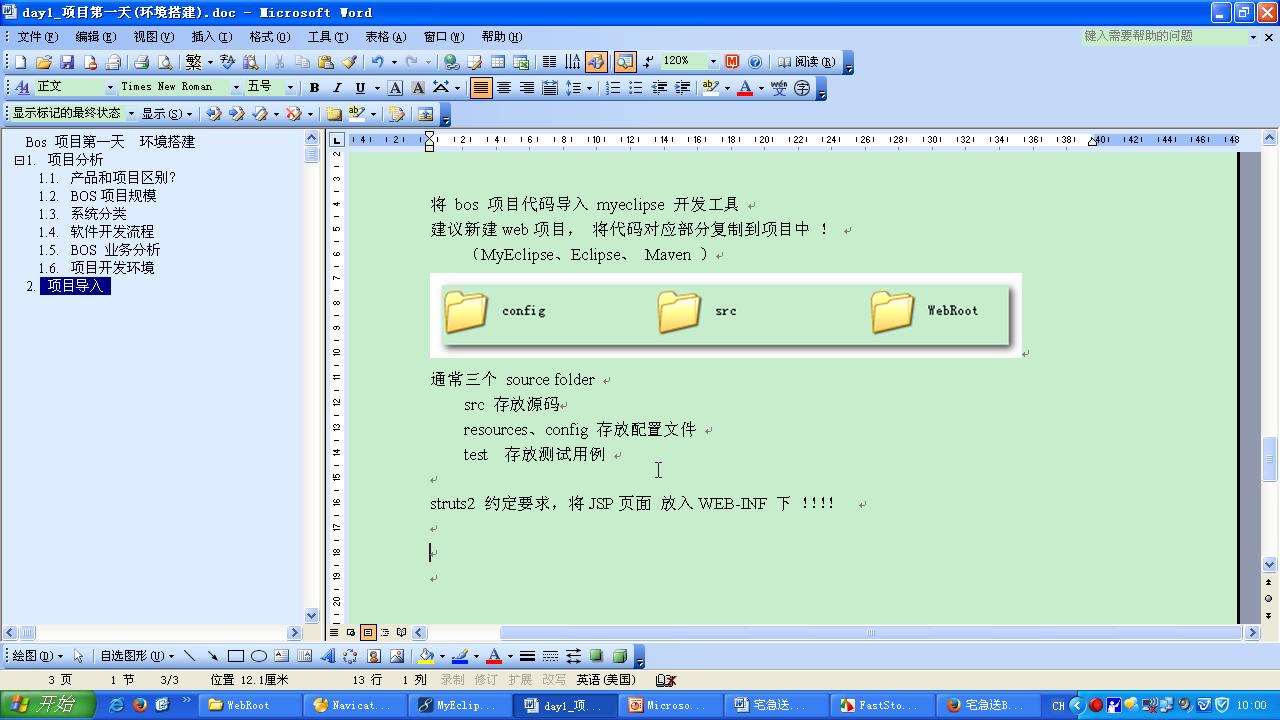 day1_项目第一天(环境搭建).doc - Microsoft Word
文件(F) 编辑(E) 视图(V) 插入(I) 格式(O) 工具(T) 表格(A) 窗口(W) 帮助(H) 键入需要帮助的问题
繁 120% 阅读(R)
正文 Times New Roman 五号 B I U A A
显示标记的最终状态 显示(S)
Bos 项目第一天 环境搭建
1 项目分析
1.1. 产品和项目区别?
1.2. BOS项目规模
1.3. 系统分类
1.4. 软件开发流程
1.5. BOS 业务分析
1.6. 项目开发环境
2. 项目导入
将 bos 项目代码导入 myeclipse 开发工具
建议新建web项目, 将代码对应部分复制到项目中 !
(MyEclipse、Eclipse、 Maven )
config src WebRoot
通常三个 source folder
src 存放源码
resources、config 存放配置文件
test 存放测试用例
struts2 约定要求，将JSP页面 放入WEB-INF 下 !!!!
绘图(D) 自选图形(U)
3 页 1 节 3/3 位置 12.1厘米 13 行 1 列 录制 修订 扩展 改写 英语(美国)
开始 WebRoot Navicat... MyEclip... day1_项... Microso... 宅急送... FastSto... 宅急送B... CH 10:00